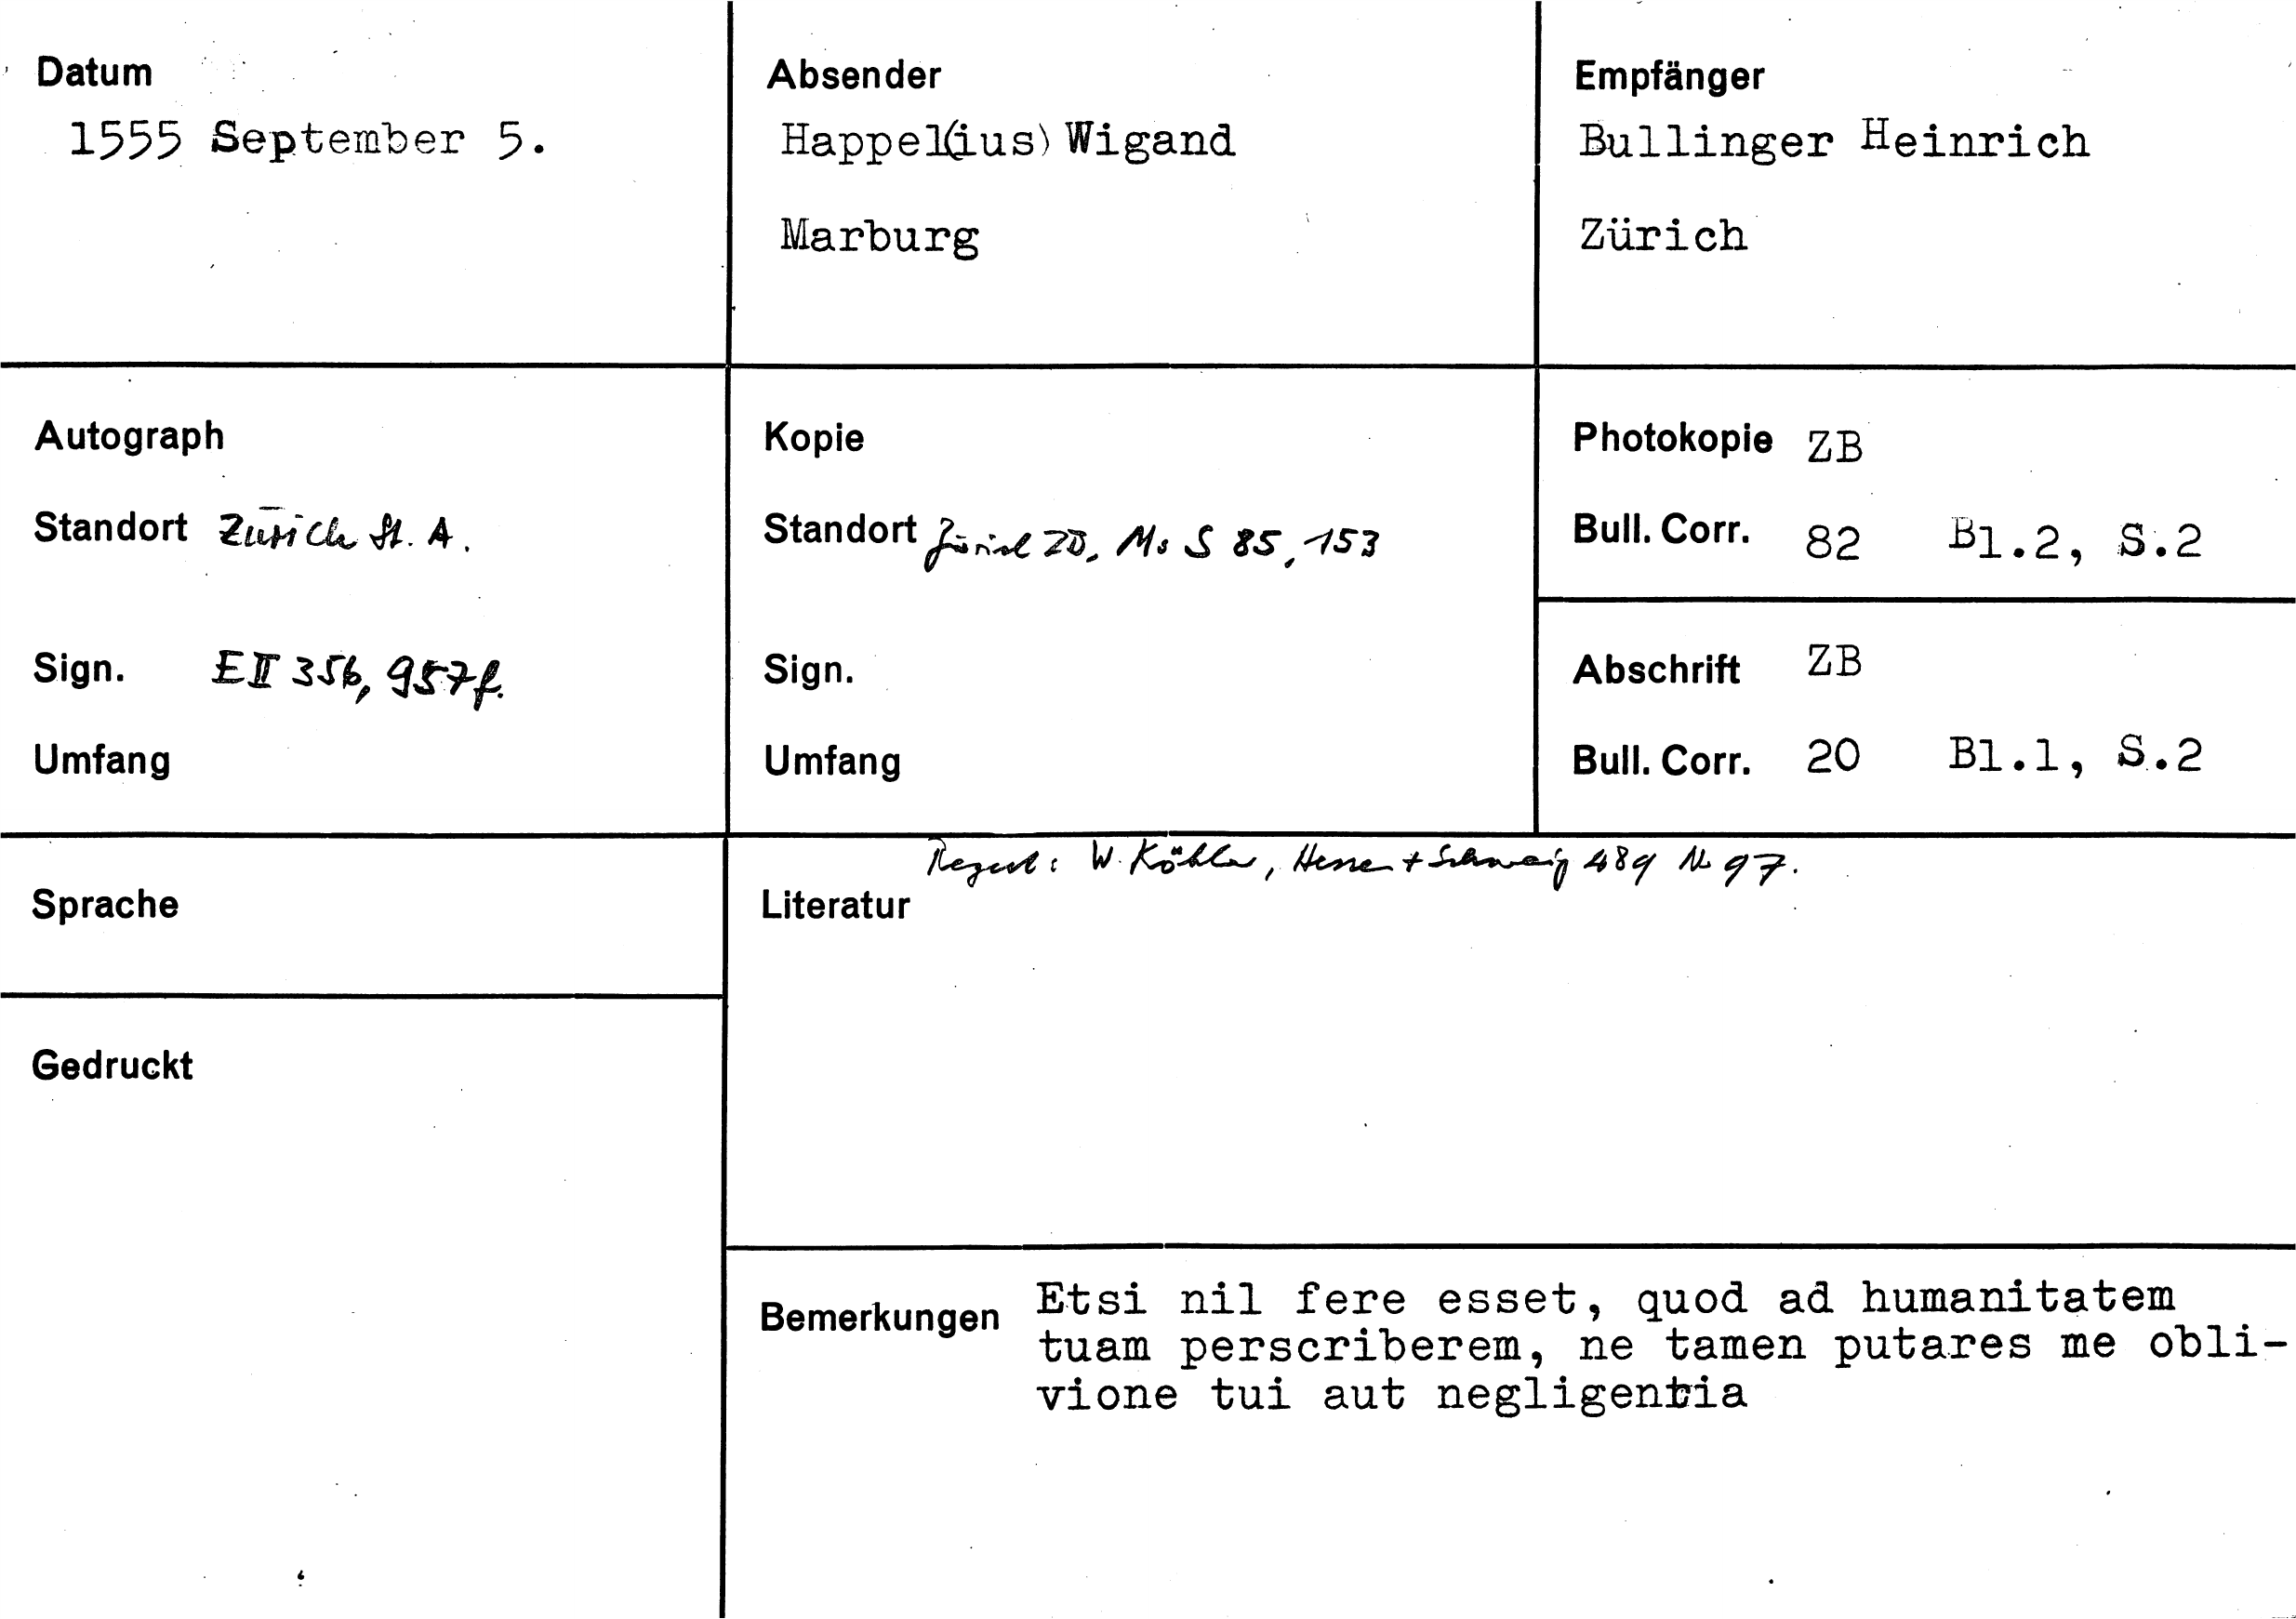 Datum
1555 September 5.
Absender
Happel(ius) Wigand
Marburg
Empfänger
Bullinger Heinrich
Zürich
Autograph
Standort Zürich St. A.
Sign. E II 356, 957f.
Umfang
Kopie
Standort Zürich ZB, Ms S 85, 153
Sign.
Umfang
Photokopie ZB
Bull. Corr. 82 Bl.2, S.2
Abschrift ZB
Bull. Corr. 20 Bl.1, S.2
Sprache
Gedruckt
Regest: W. Köhler, Hessen + Schweiz 489 Nr 97.
Literatur
Bemerkungen Etsi nil fere esset, quod ad humanitatem
tuam perscriberem, ne tamen putares me obli-
vione tui aut negligentia